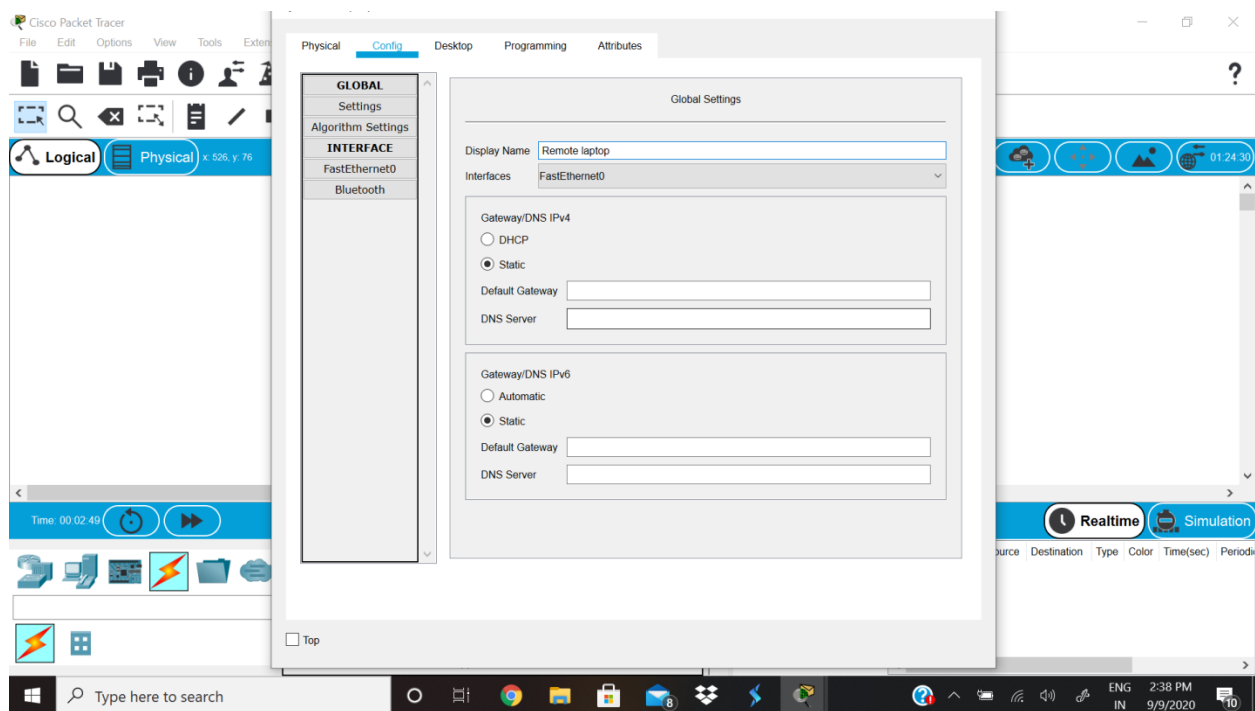 Cisco Packet Tracer
File Edit Options View Tools Exten
Physical Config Desktop Programming Attributes
?
GLOBAL
Settings
Algorithm Settings
INTERFACE
FastEthernet0
Bluetooth
Global Settings
Display Name Remote laptop
Interfaces FastEthernet0
Gateway/DNS IPv4
DHCP
Static
Default Gateway
DNS Server
Gateway/DNS IPv6
Automatic
Static
Default Gateway
DNS Server
Logical Physical x: 526, y: 76
01:24:30
Time: 00:02:49
Realtime Simulation
ource Destination Type Color Time(sec) Periodi
Top
Type here to search
8
ENG
IN
2:38 PM
9/9/2020
10